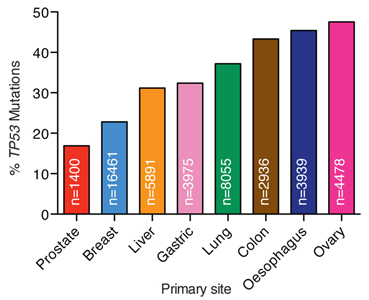 % TP53 Mutations
50
40
30
20
10
0
n=1400
n=16461
n=5891
n=3975
n=8055
n=2936
n=3939
n=4478
Prostate
Breast
Liver
Gastric
Lung
Colon
Oesophagus
Ovary
Primary site